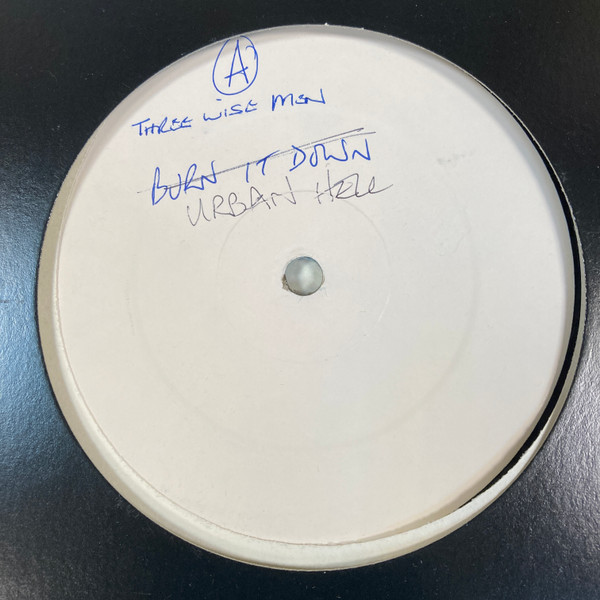 A
THREE WISE MEN
BURN IT DOWN
URBAN HELL